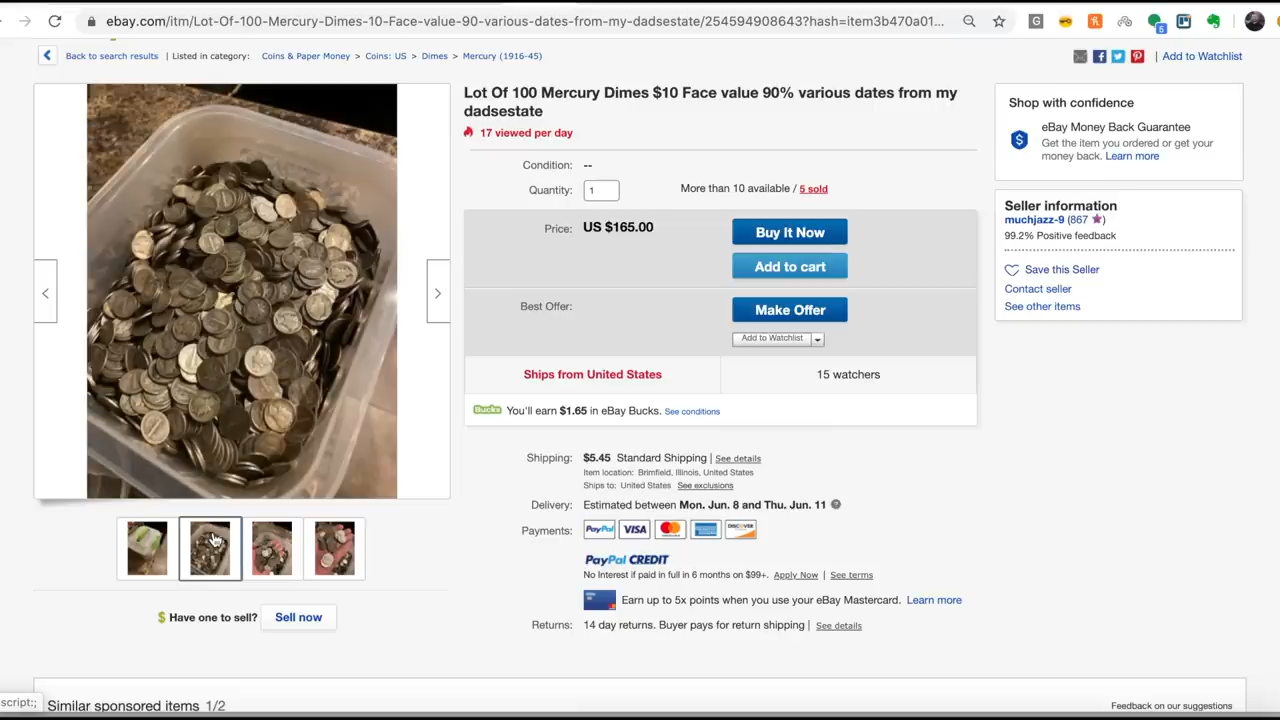 ebay.com/itm/Lot-Of-100-Mercury-Dimes-10-Face-value-90-various-dates-from-my-dadsestate/254594908643?hash=item3b470a01...
G
5
Back to search results | Listed in category: Coins & Paper Money > Coins: US > Dimes > Mercury (1916-45)
| Add to Watchlist
Lot Of 100 Mercury Dimes $10 Face value 90% various dates from my
dadsestate
17 viewed per day
Condition: --
Quantity: 1 More than 10 available / 5 sold
Price: US $165.00
Buy It Now
Add to cart
Best Offer:
Make Offer
Add to Watchlist
Ships from United States
15 watchers
Bucks You'll earn $1.65 in eBay Bucks. See conditions
Shipping: $5.45 Standard Shipping | See details
Item location: Brimfield, Illinois, United States
Ships to: United States See exclusions
Delivery: Estimated between Mon. Jun. 8 and Thu. Jun. 11
Payments: PayPal VISA DISCOVER
PayPal CREDIT
No Interest if paid in full in 6 months on $99+. Apply Now | See terms
Earn up to 5x points when you use your eBay Mastercard. Learn more
Returns: 14 day returns. Buyer pays for return shipping | See details
Shop with confidence
eBay Money Back Guarantee
Get the item you ordered or get your
money back. Learn more
Seller information
muchjazz-9 (867)
99.2% Positive feedback
Save this Seller
Contact seller
See other items
$ Have one to sell? Sell now
script:;
Similar sponsored items 1/2
Feedback on our suggestions